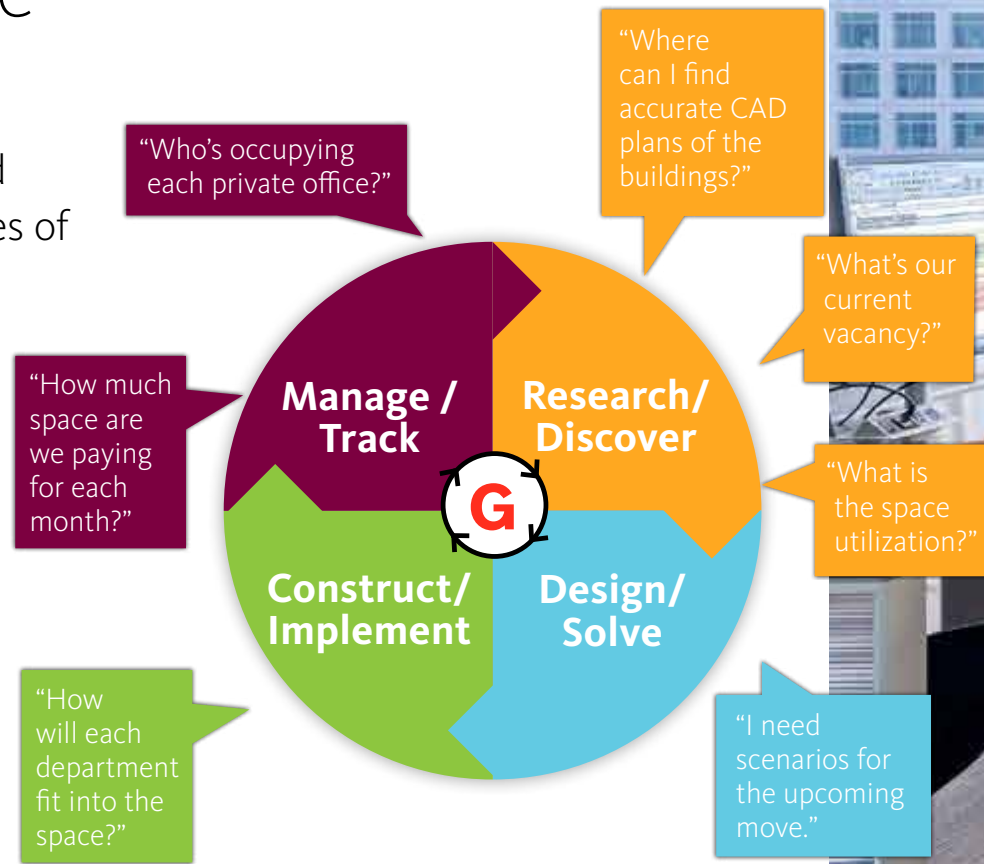 d
es of
“Who's occupying
each private office?”
“Where
can I find
accurate CAD
plans of the
buildings?”
“What's our
current
vacancy?”
“How much
space are
we paying
for each
month?”
Manage /
Track
Research/
Discover
“What is
the space
utilization?”
G
Construct/
Implement
Design/
Solve
“How
will each
department
fit into the
space?”
“I need
scenarios for
the upcoming
move.”